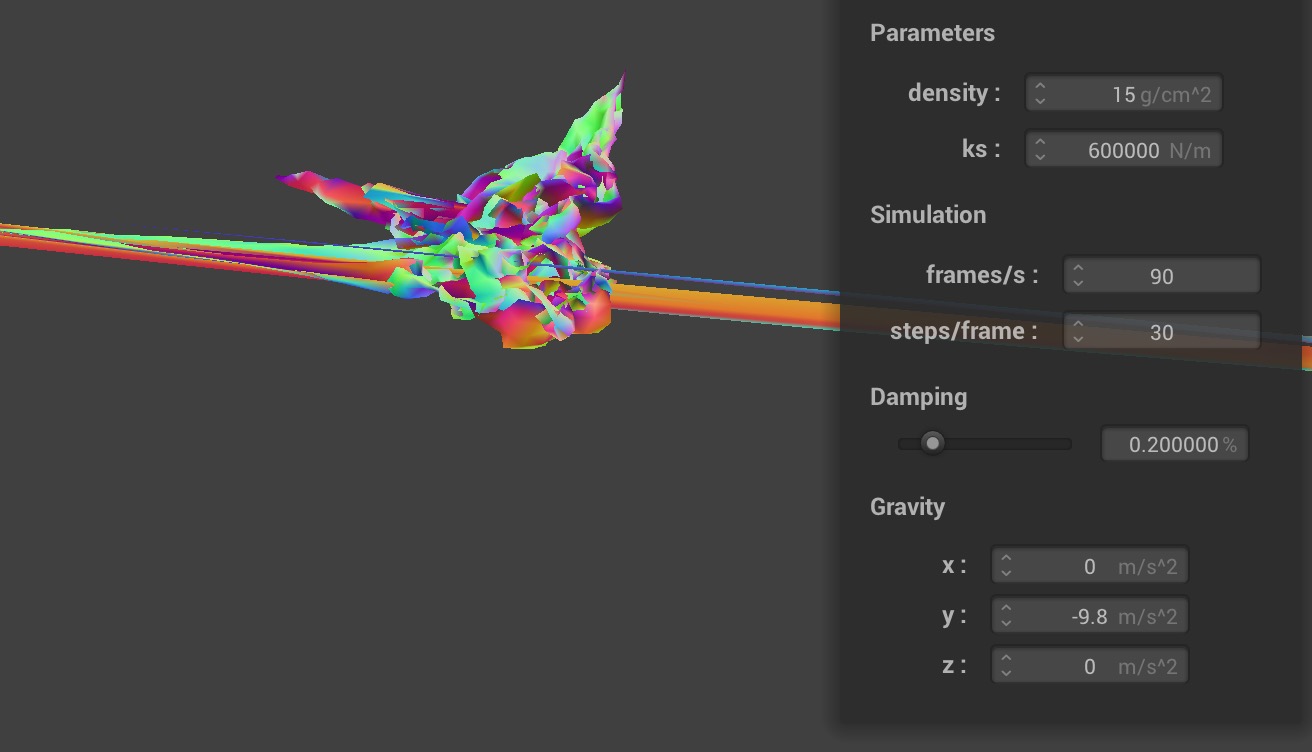 Parameters
density : 15 g/cm^2
ks : 600000 N/m
Simulation
frames/s : 90
steps/frame : 30
Damping
0.200000 %
Gravity
x : 0 m/s^2
y : -9.8 m/s^2
z : 0 m/s^2